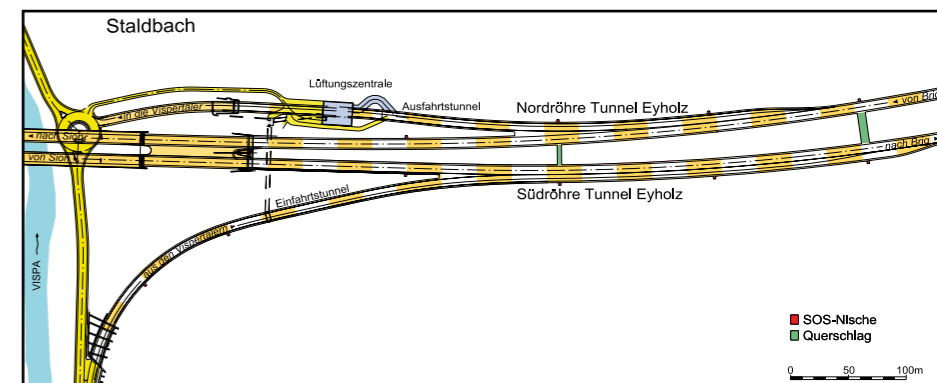 Staldbach
Lüftungszentrale
Ausfahrtstunnel
Nordröhre Tunnel Eyholz
von Brig
in die Vispertäler
nach Sion
von Sion
nach Brig
Einfahrtstunnel
Südröhre Tunnel Eyholz
aus den Vispertälern
VISPA
SOS-Nische
Querschlag
0 50 100m